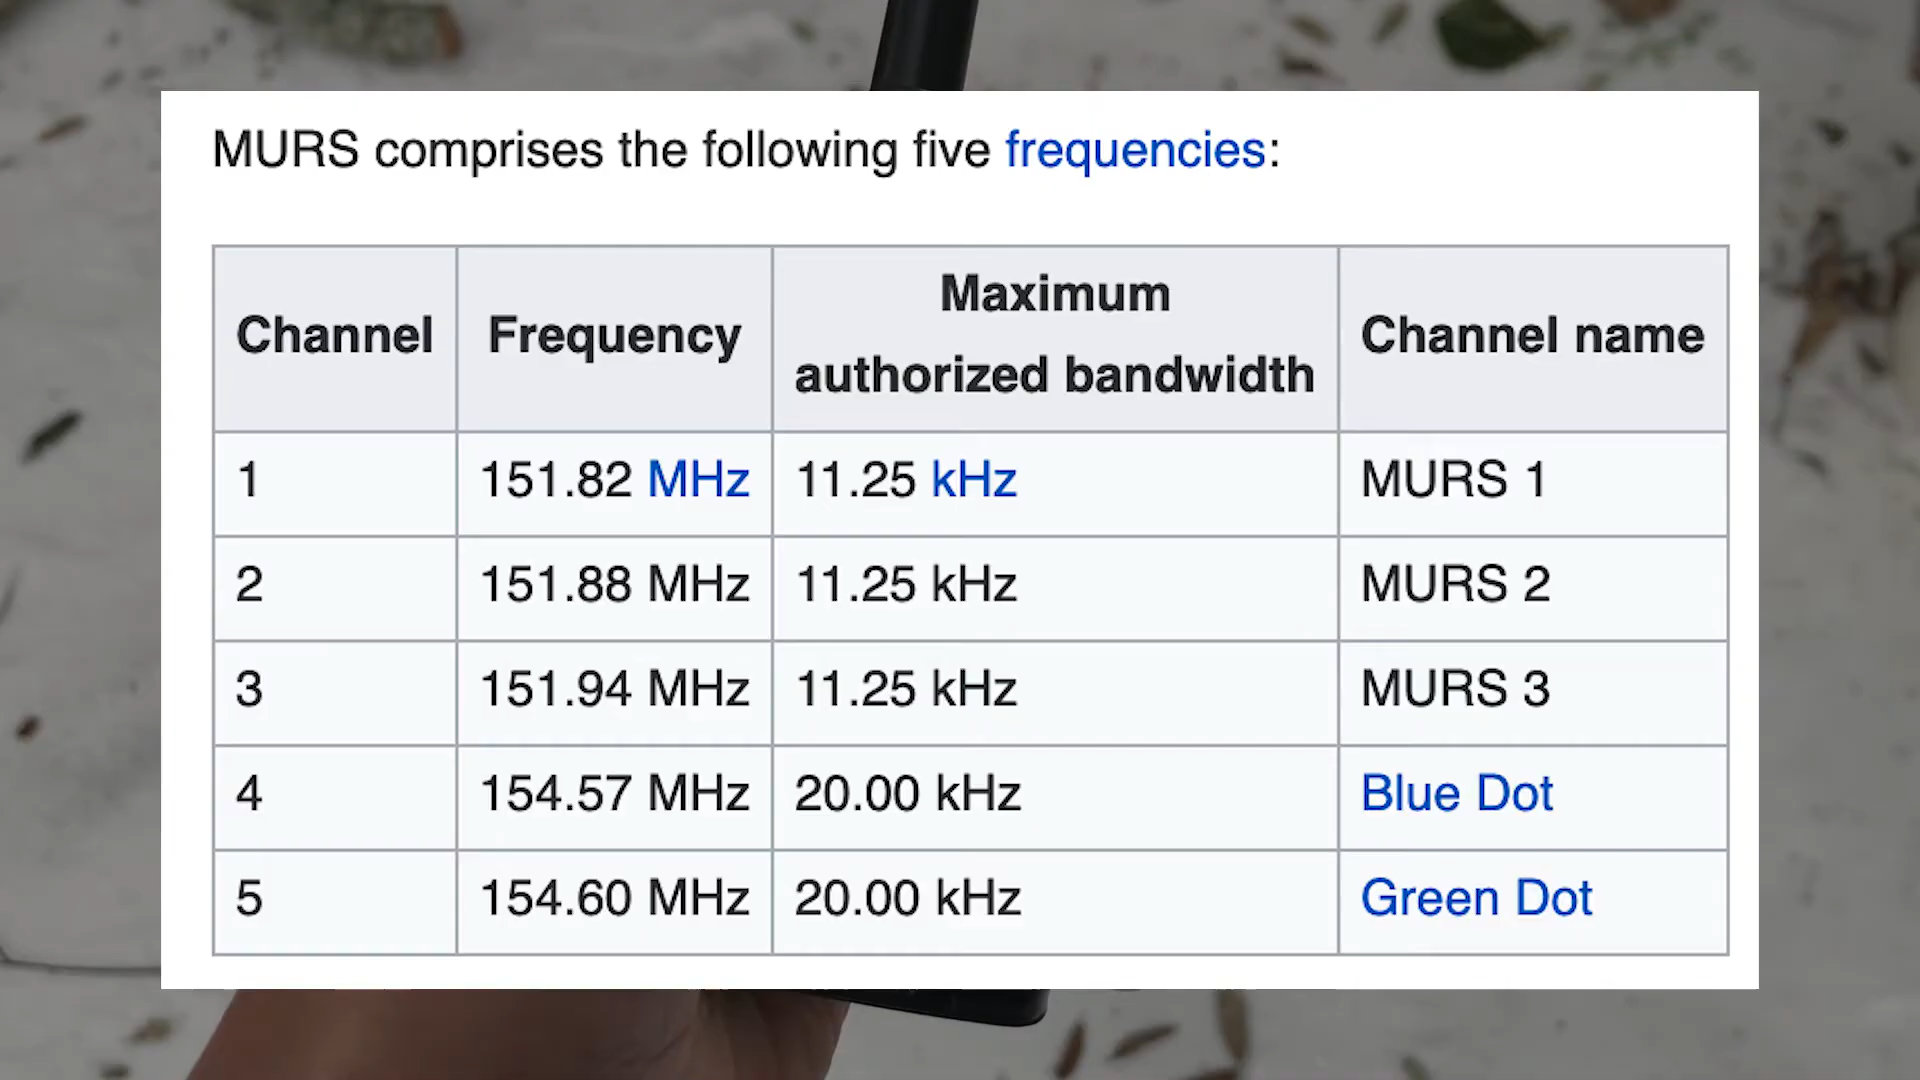 MURS comprises the following five frequencies:
Channel Frequency Maximum authorized bandwidth Channel name
1 151.82 MHz 11.25 kHz MURS 1
2 151.88 MHz 11.25 kHz MURS 2
3 151.94 MHz 11.25 kHz MURS 3
4 154.57 MHz 20.00 kHz Blue Dot
5 154.60 MHz 20.00 kHz Green Dot